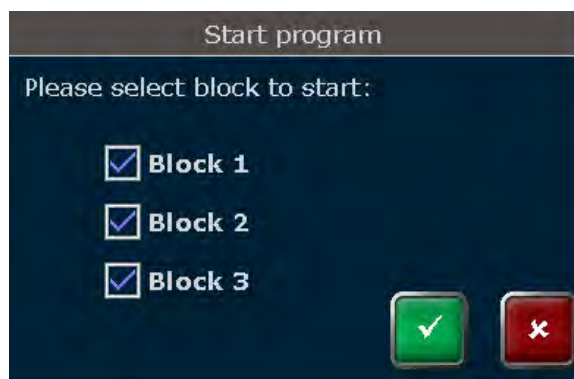 Start program
Please select block to start:
Block 1
Block 2
Block 3